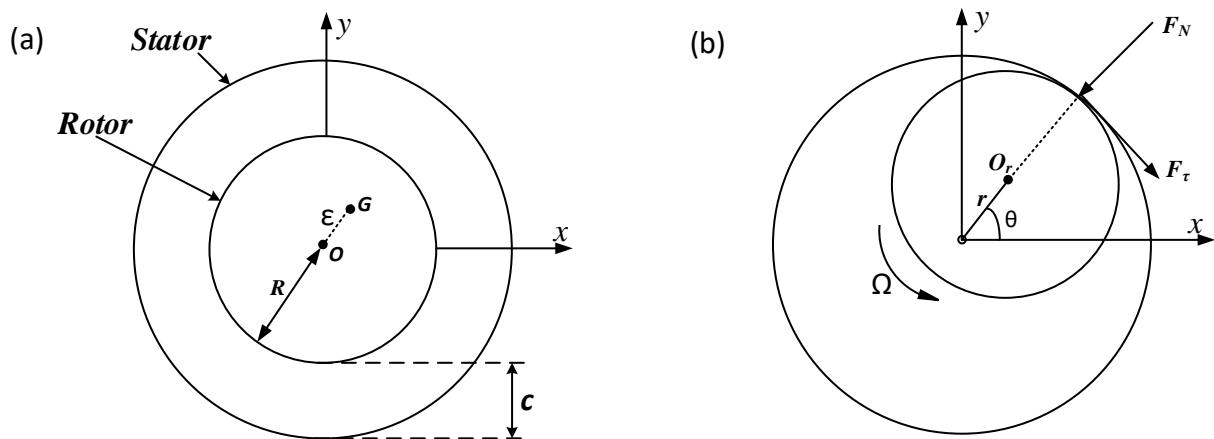 (a)
y
Stator
Rotor
ε
G
O
x
R
c
(b)
y
F_N
O_r
F_τ
r
θ
x
Ω